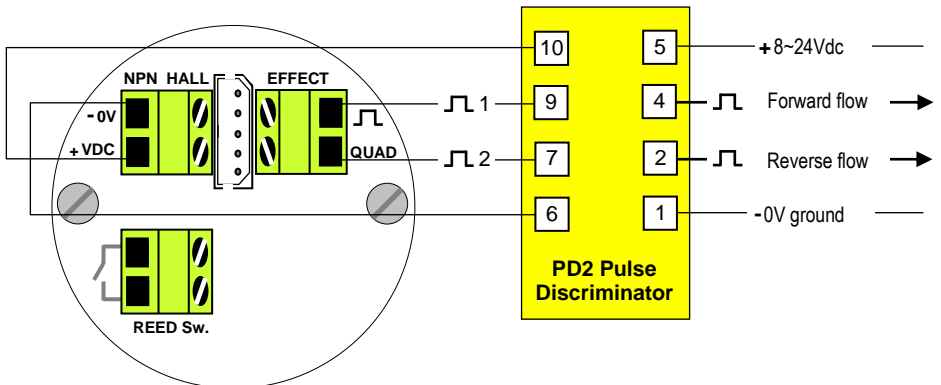 10 5 +8~24Vdc
NPN HALL EFFECT
1 9 4 Forward flow
-0V
+VDC QUAD
2 7 2 Reverse flow
6 1 -0V ground
PD2 Pulse
Discriminator
REED Sw.